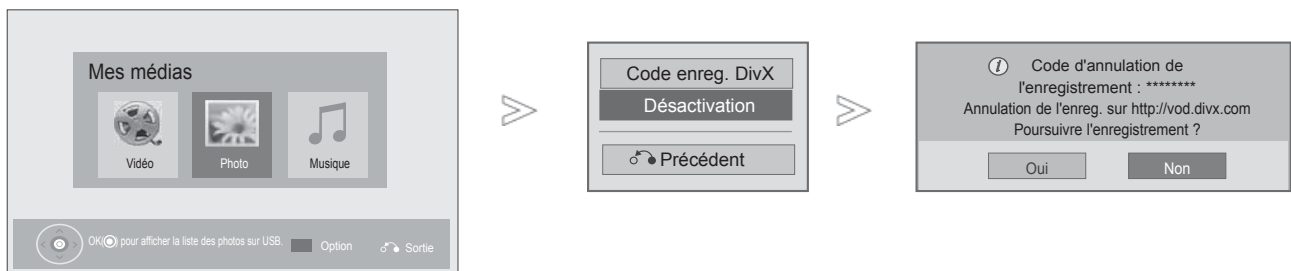 Mes médias
Vidéo
Photo
Musique
OK(◉) pour afficher la liste des photos sur USB.
Option
Sortie
Code enreg. DivX
Désactivation
Précédent
Code d'annulation de
l'enregistrement : ********
Annulation de l'enreg. sur http://vod.divx.com
Poursuivre l'enregistrement ?
Oui
Non